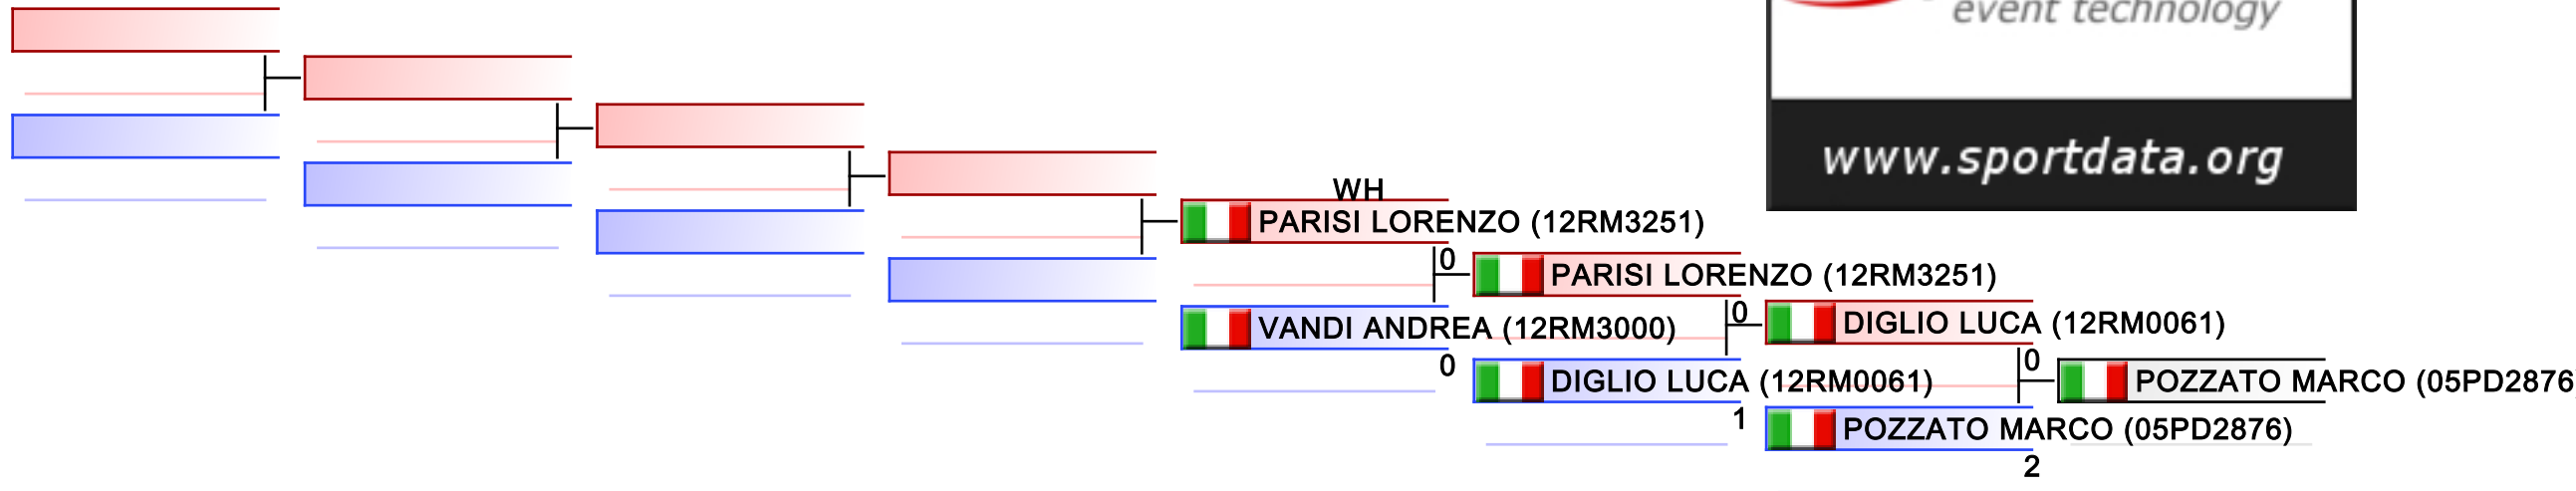 event technology
www.sportdata.org
WH
PARISI LORENZO (12RM3251)
0
PARISI LORENZO (12RM3251)
VANDI ANDREA (12RM3000)
0
0
DIGLIO LUCA (12RM0061)
DIGLIO LUCA (12RM0061)
1
0
POZZATO MARCO (05PD2876
POZZATO MARCO (05PD2876)
2